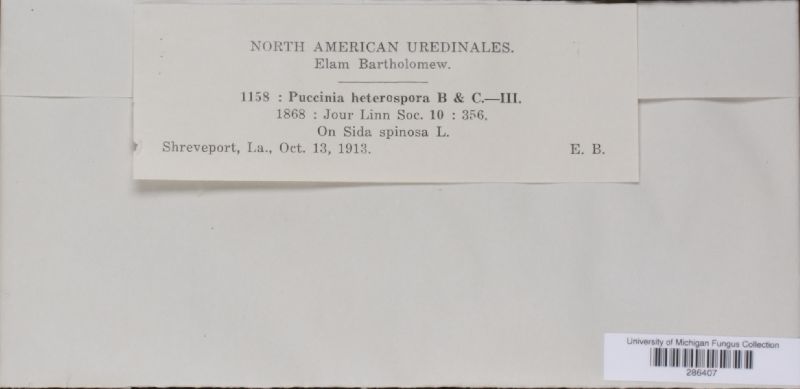 NORTH AMERICAN UREDINALES.
Elam Bartholomew.
1158 : Puccinia heterospora B & C.—III.
1868 : Jour Linn Soc. 10 : 356.
On Sida spinosa L.
Shreveport, La., Oct. 13, 1913. E. B.
University of Michigan Fungus Collection
286407